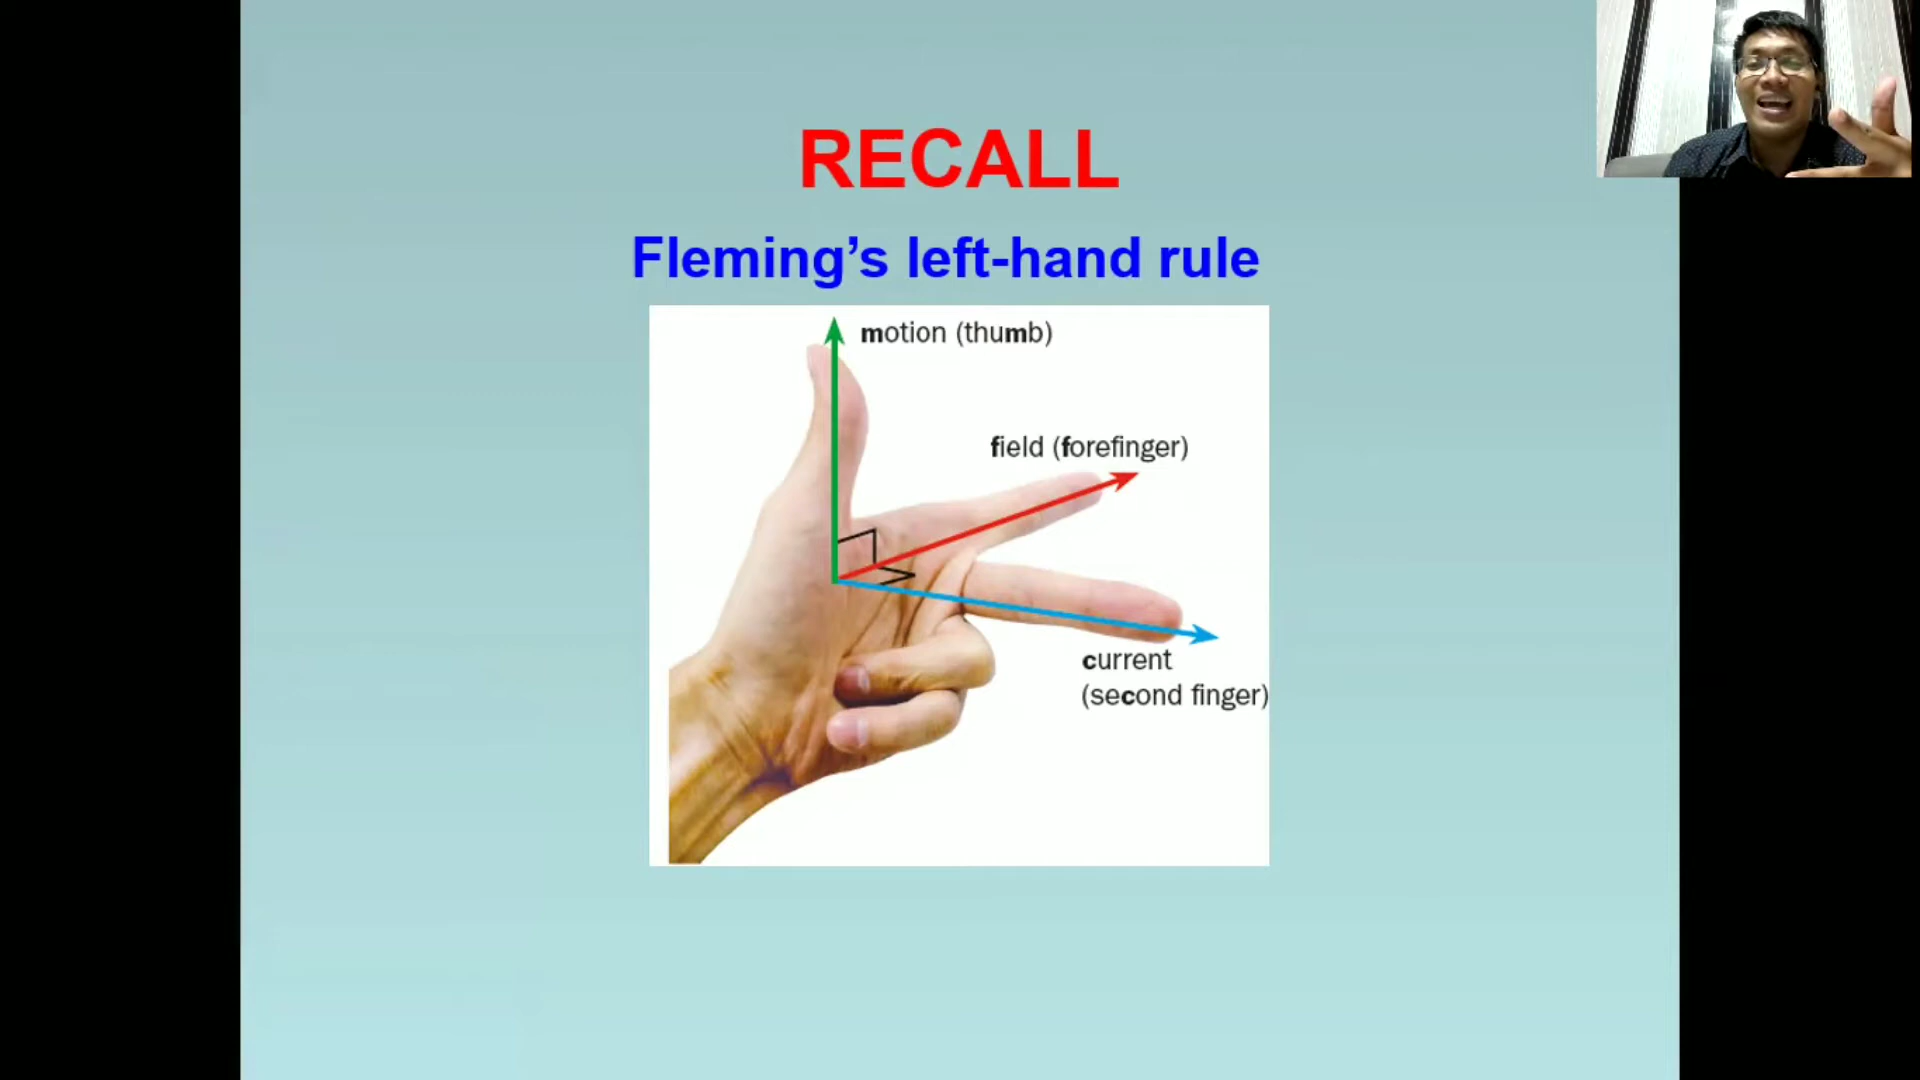 RECALL
Fleming’s left-hand rule
motion (thumb)
field (forefinger)
current
(second finger)